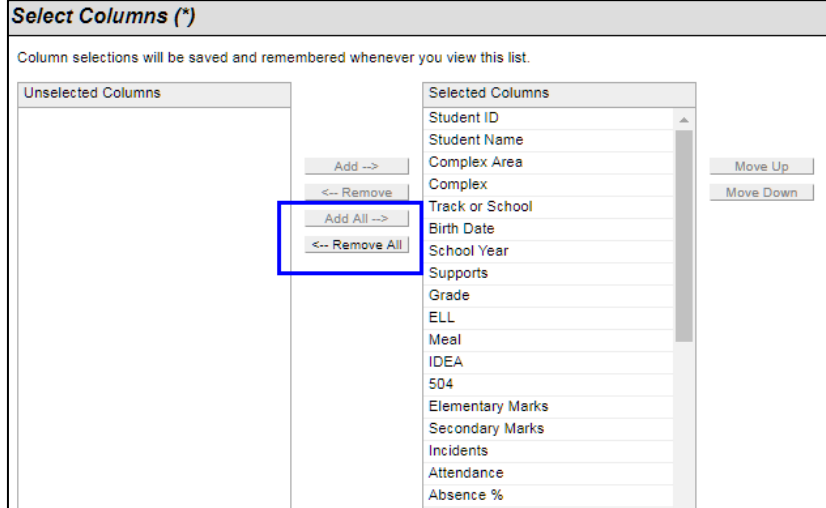 Select Columns (*)
Column selections will be saved and remembered whenever you view this list.
Unselected Columns
Add -->
<-- Remove
Add All -->
<-- Remove All
Selected Columns
Student ID
Student Name
Complex Area
Complex
Track or School
Birth Date
School Year
Supports
Grade
ELL
Meal
IDEA
504
Elementary Marks
Secondary Marks
Incidents
Attendance
Absence %
Move Up
Move Down